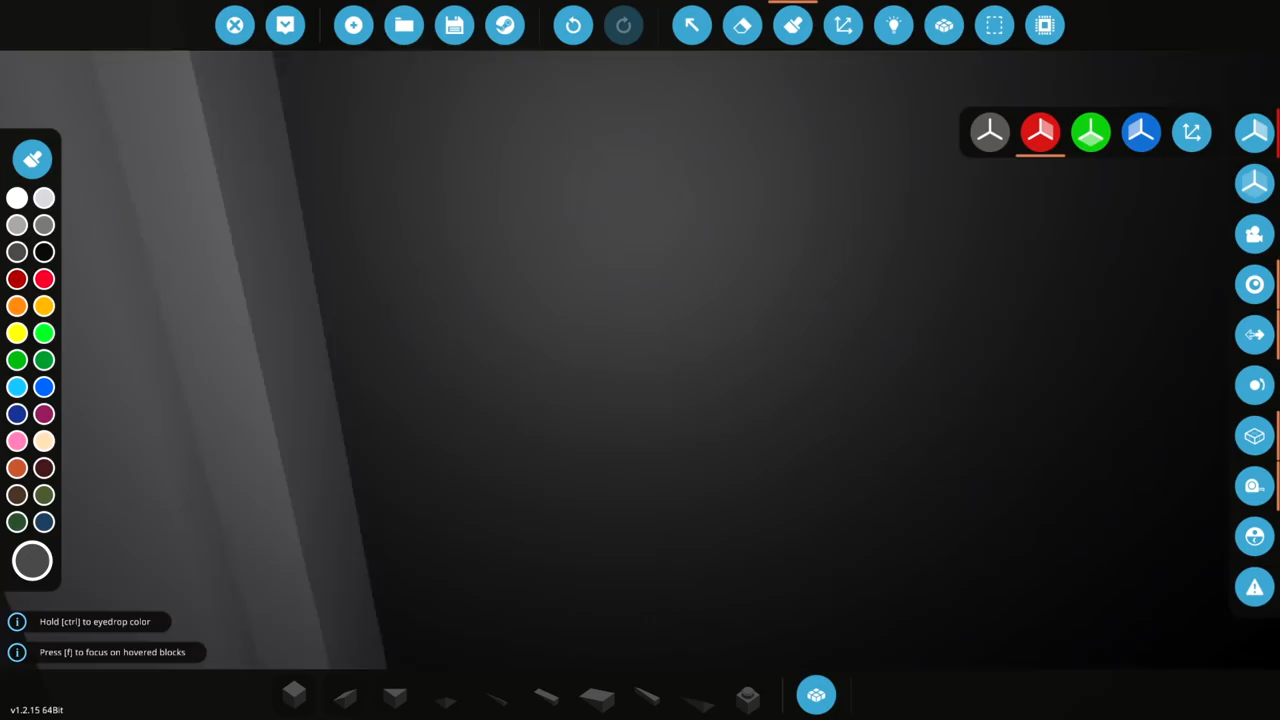 Hold [ctrl] to eyedrop color
Press [f] to focus on hovered blocks
v1.2.15 64Bit